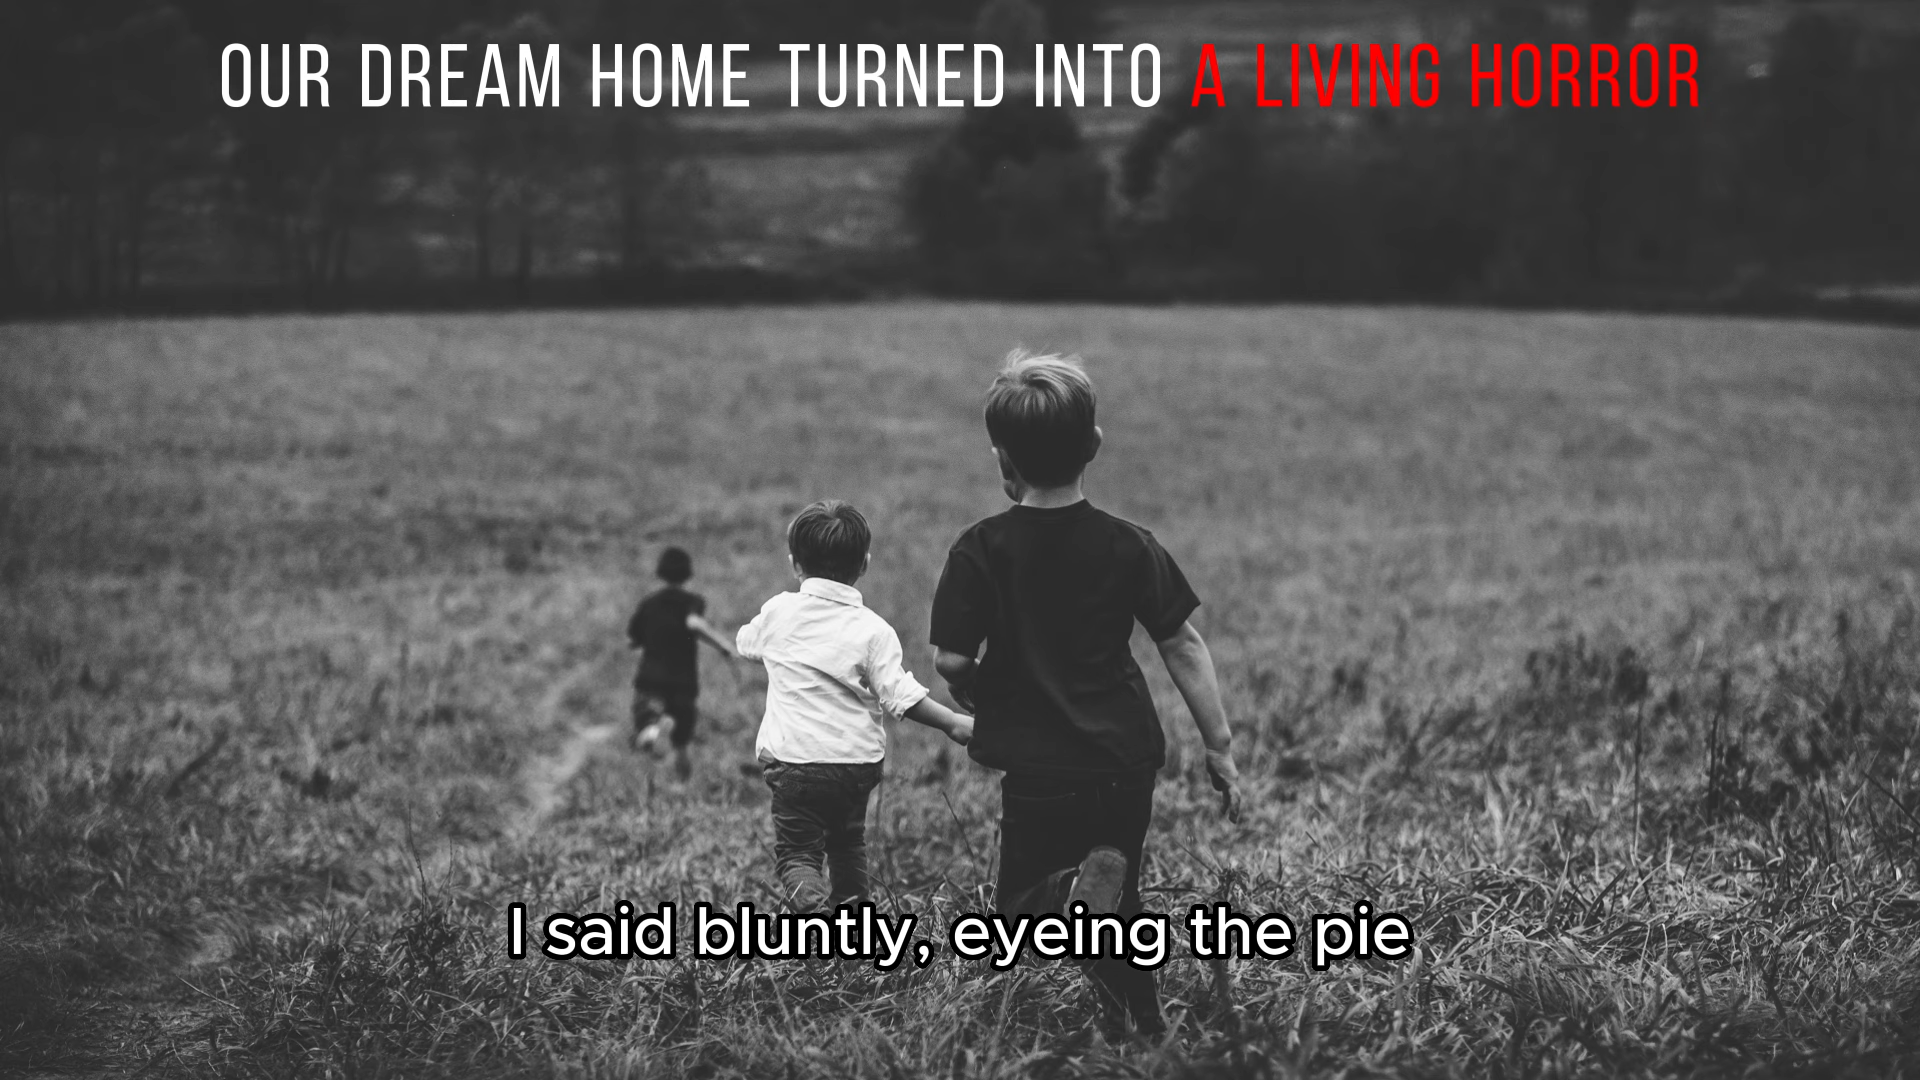 OUR DREAM HOME TURNED INTO A LIVING HORROR
I said bluntly, eyeing the pie